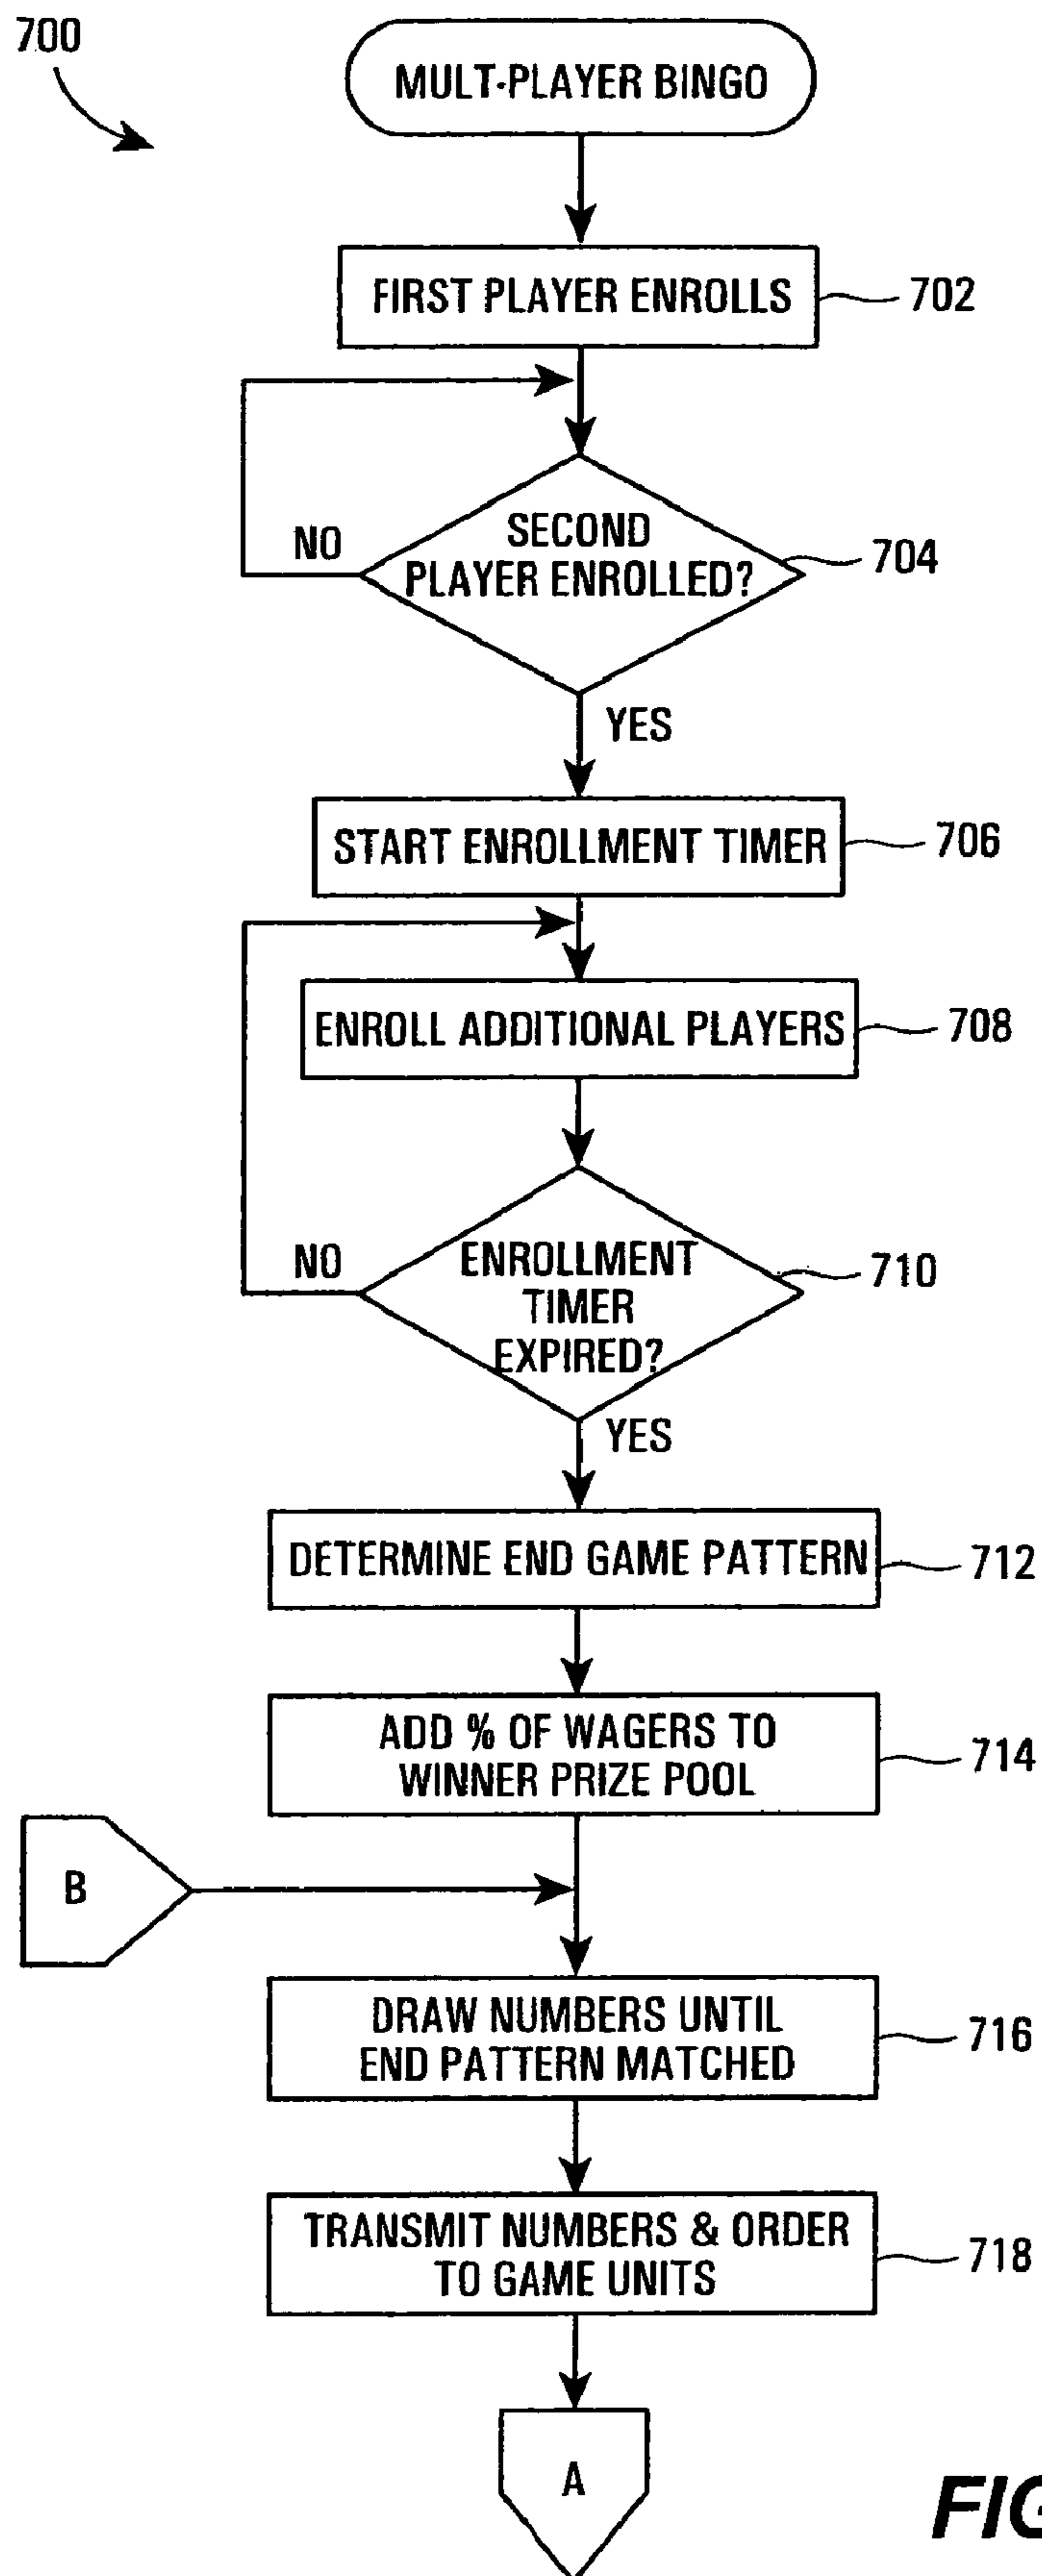 700
MULT-PLAYER BINGO
FIRST PLAYER ENROLLS
702
SECOND
PLAYER ENROLLED?
704
NO
YES
START ENROLLMENT TIMER
706
ENROLL ADDITIONAL PLAYERS
708
ENROLLMENT
TIMER
EXPIRED?
710
NO
YES
DETERMINE END GAME PATTERN
712
ADD % OF WAGERS TO
WINNER PRIZE POOL
714
B
DRAW NUMBERS UNTIL
END PATTERN MATCHED
716
TRANSMIT NUMBERS & ORDER
TO GAME UNITS
718
A